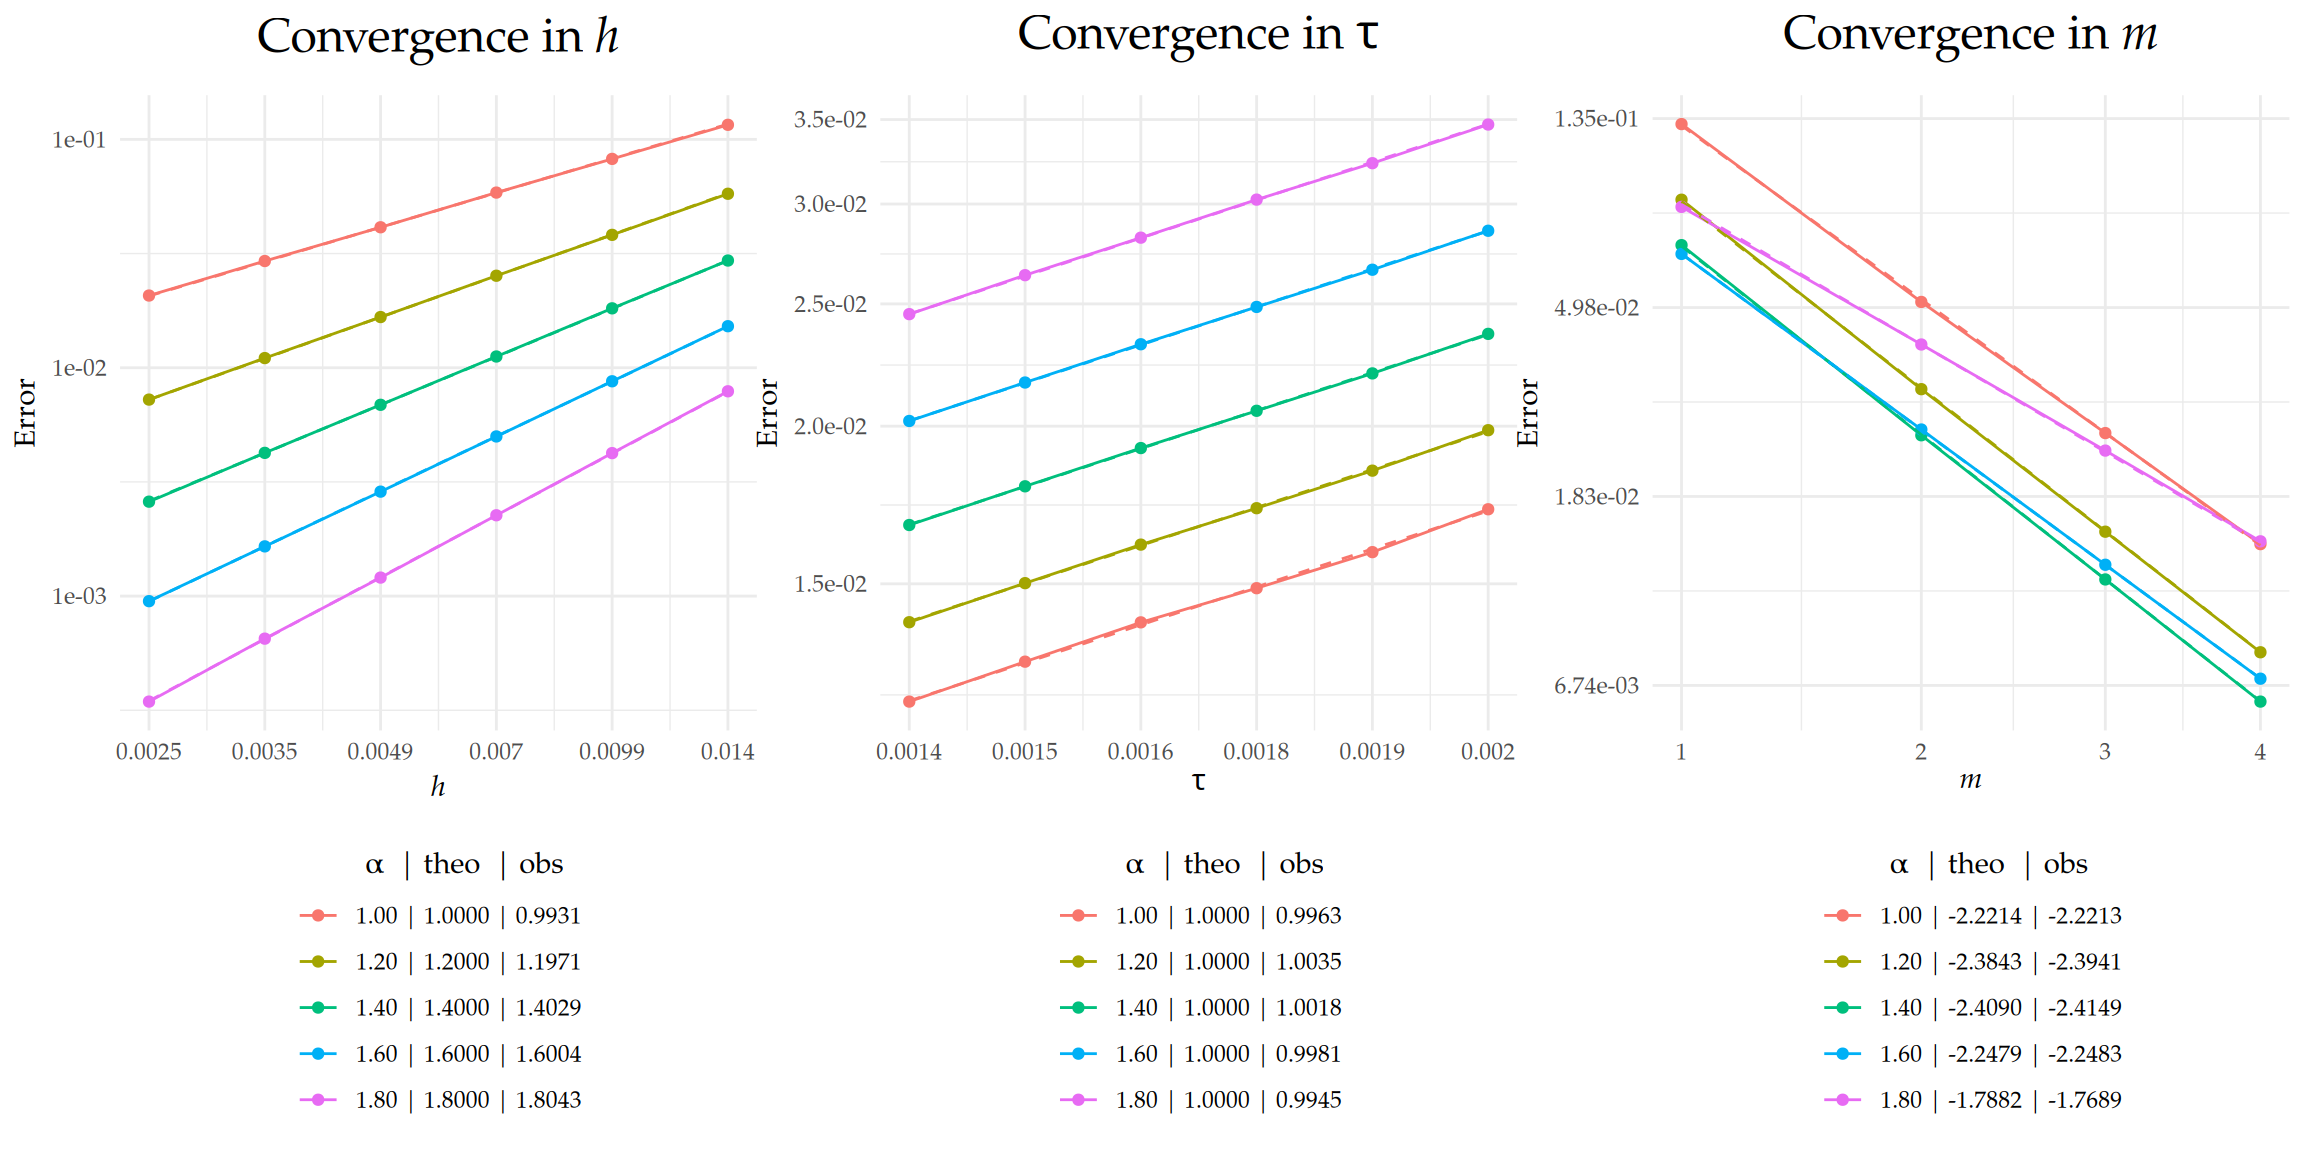 Convergence in h
Error
1e-01
1e-02
1e-03
0.0025 0.0035 0.0049 0.007 0.0099 0.014
h
α | theo | obs
1.00 | 1.0000 | 0.9931
1.20 | 1.2000 | 1.1971
1.40 | 1.4000 | 1.4029
1.60 | 1.6000 | 1.6004
1.80 | 1.8000 | 1.8043
Convergence in τ
Error
3.5e-02
3.0e-02
2.5e-02
2.0e-02
1.5e-02
0.0014 0.0015 0.0016 0.0018 0.0019 0.002
τ
α | theo | obs
1.00 | 1.0000 | 0.9963
1.20 | 1.0000 | 1.0035
1.40 | 1.0000 | 1.0018
1.60 | 1.0000 | 0.9981
1.80 | 1.0000 | 0.9945
Convergence in m
Error
1.35e-01
4.98e-02
1.83e-02
6.74e-03
1 2 3 4
m
α | theo | obs
1.00 | -2.2214 | -2.2213
1.20 | -2.3843 | -2.3941
1.40 | -2.4090 | -2.4149
1.60 | -2.2479 | -2.2483
1.80 | -1.7882 | -1.7689